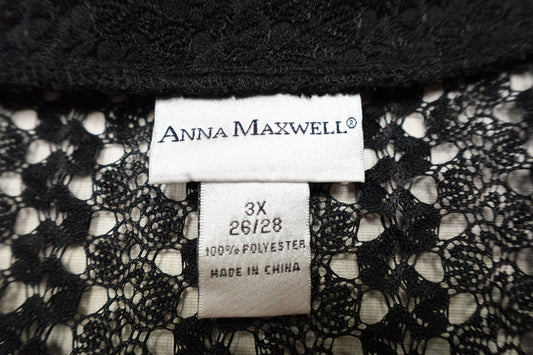 ANNA MAXWELL®
3X
26/28
100% POLYESTER
MADE IN CHINA